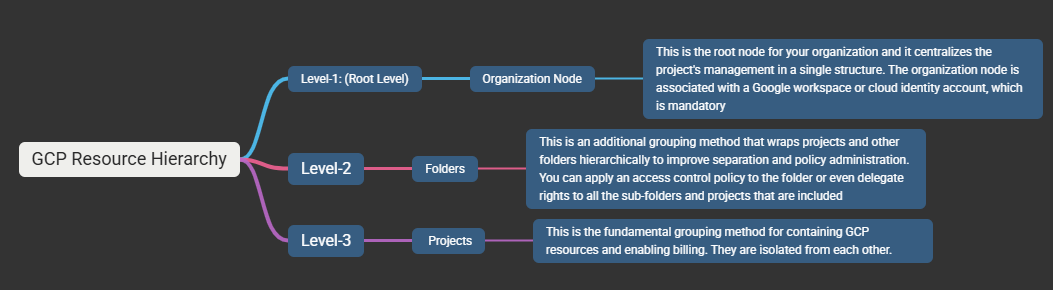 GCP Resource Hierarchy
Level-1: (Root Level)
Organization Node
This is the root node for your organization and it centralizes the
project's management in a single structure. The organization node is
associated with a Google workspace or cloud identity account, which
is mandatory
Level-2
Folders
This is an additional grouping method that wraps projects and other
folders hierarchically to improve separation and policy administration.
You can apply an access control policy to the folder or even delegate
rights to all the sub-folders and projects that are included
Level-3
Projects
This is the fundamental grouping method for containing GCP
resources and enabling billing. They are isolated from each other.